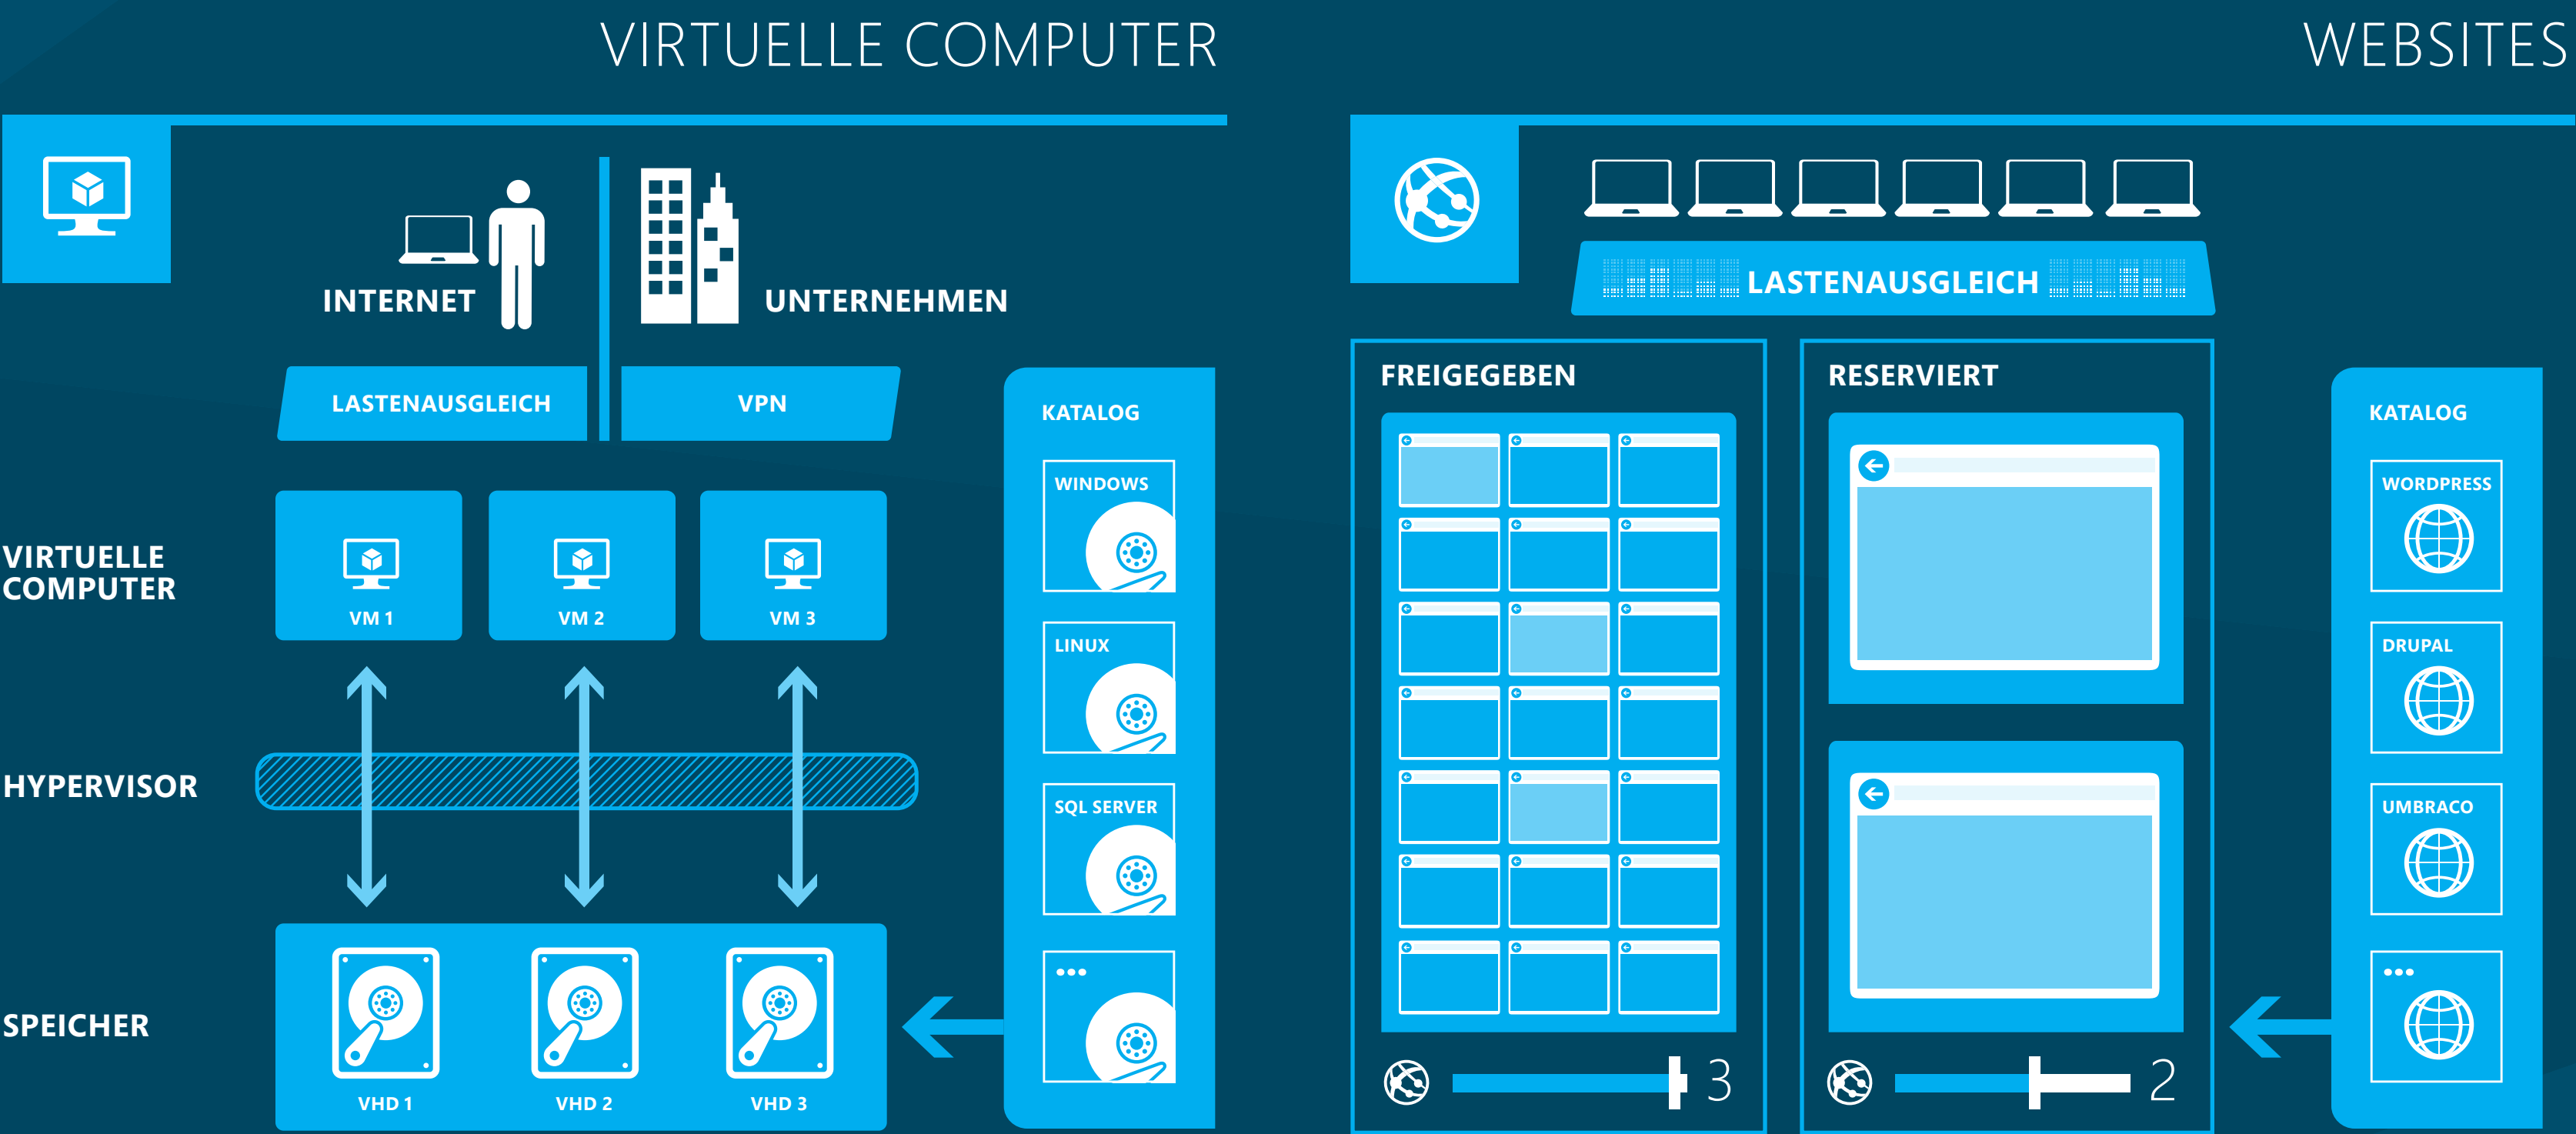 VIRTUELLE COMPUTER
INTERNET
UNTERNEHMEN
LASTENAUSGLEICH
VPN
VIRTUELLE
COMPUTER
VM 1
VM 2
VM 3
HYPERVISOR
SPEICHER
VHD 1
VHD 2
VHD 3
KATALOG
WINDOWS
LINUX
SQL SERVER
•••
WEBSITES
LASTENAUSGLEICH
FREIGEGEBEN
3
RESERVIERT
2
KATALOG
WORDPRESS
DRUPAL
UMBRACO
•••